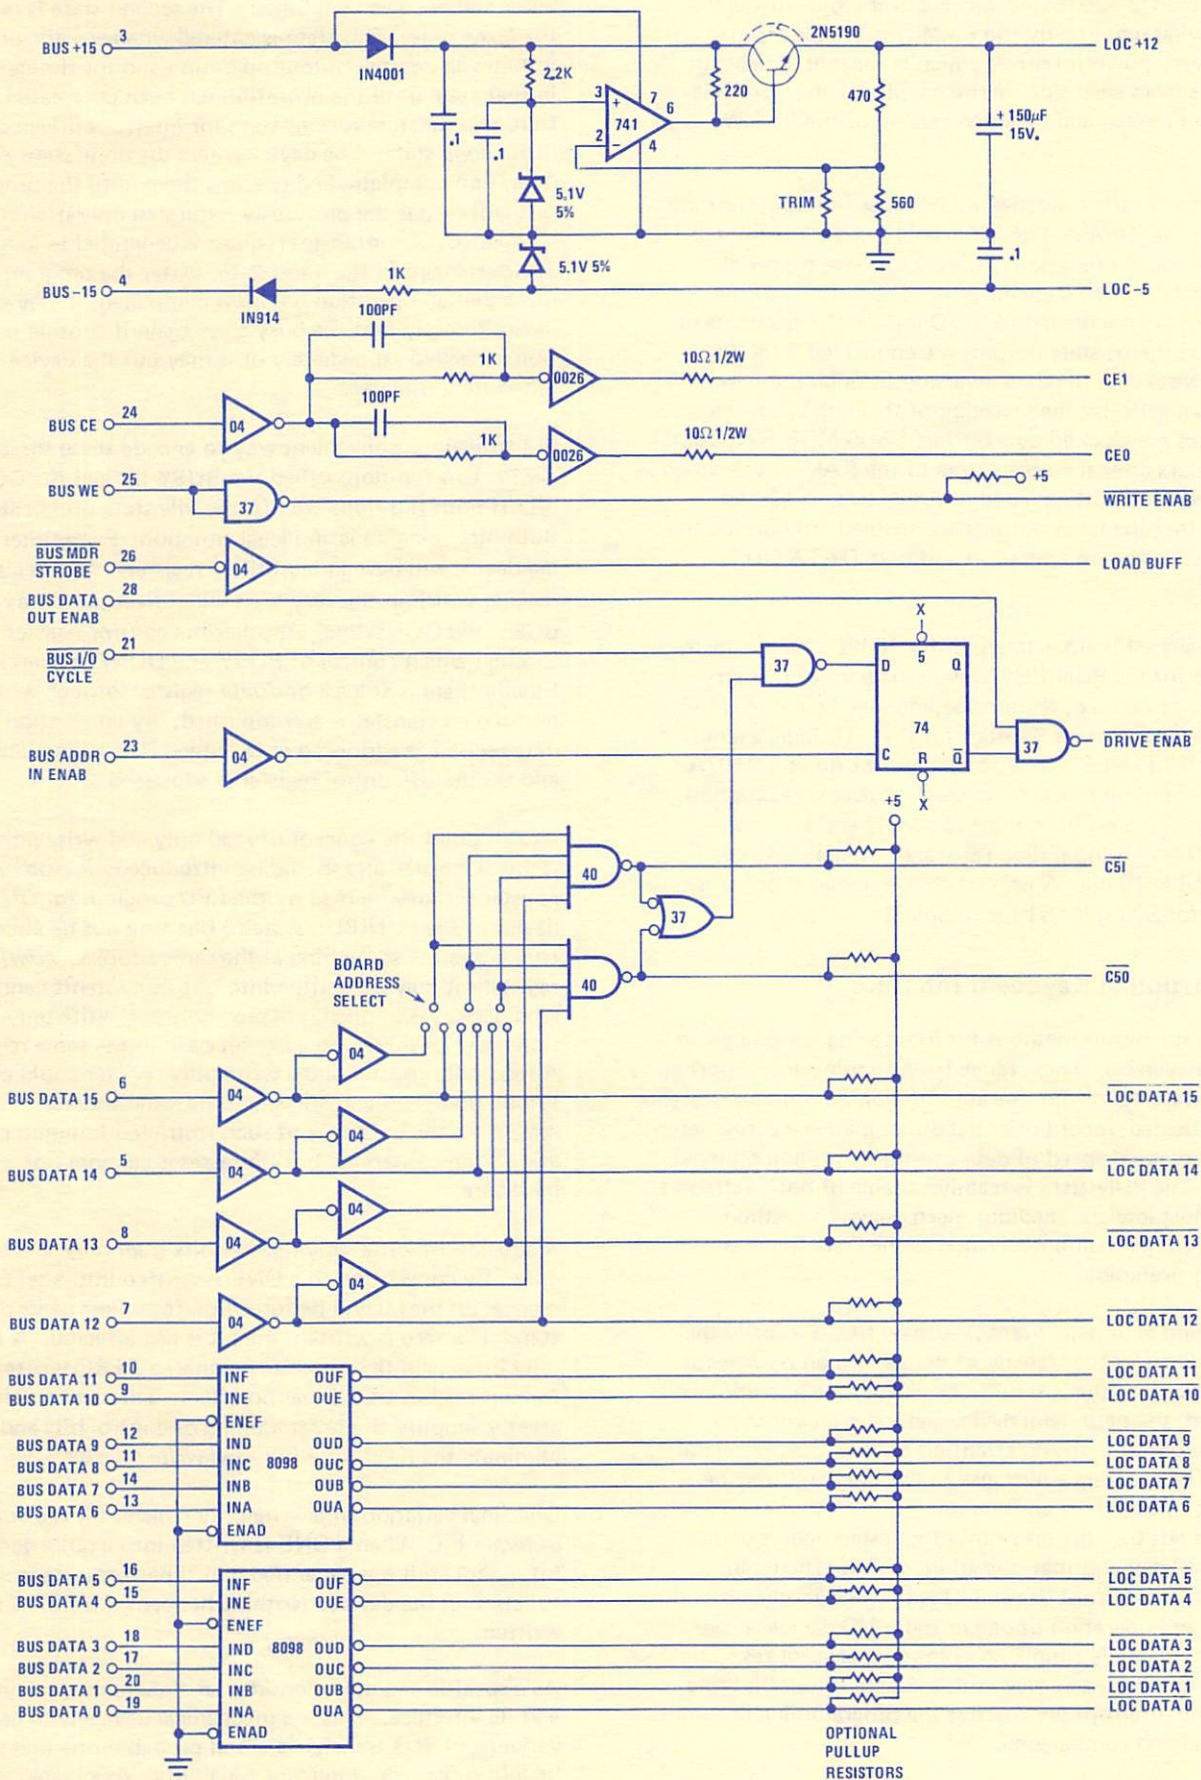 BUS +15 3
IN4001
2.2K
.1
.1
3 + 7 6
741
2 − 4
220
2N5190
470
+ 150µF
15V.
LOC +12
5.1V
5%
TRIM
560
5.1V 5%
.1
BUS -15 4
IN914
1K
LOC -5
100PF
1K
0026
10Ω 1/2W
CE1
BUS CE 24
04
100PF
1K
0026
10Ω 1/2W
CE0
BUS WE 25
37
+5
WRITE ENAB
BUS MDR
STROBE 26
04
LOAD BUFF
BUS DATA 28
OUT ENAB
BUS I/O 21
CYCLE
37
X
D 5 Q
74
C R Q
X
37
DRIVE ENAB
BUS ADDR 23
IN ENAB
04
+5
40
C5I
37
40
C50
BOARD
ADDRESS
SELECT
04
BUS DATA 15 6
04
LOC DATA 15
04
BUS DATA 14 5
04
LOC DATA 14
04
BUS DATA 13 8
04
LOC DATA 13
04
BUS DATA 12 7
04
LOC DATA 12
BUS DATA 11 10 INF OUF LOC DATA 11
BUS DATA 10 9 INE OUE LOC DATA 10
ENEF
BUS DATA 9 12 IND OUD LOC DATA 9
BUS DATA 8 11 INC 8098 OUC LOC DATA 8
BUS DATA 7 14 INB OUB LOC DATA 7
BUS DATA 6 13 INA OUA LOC DATA 6
ENAD
BUS DATA 5 16 INF OUF LOC DATA 5
BUS DATA 4 15 INE OUE LOC DATA 4
ENEF
BUS DATA 3 18 IND 8098 OUD LOC DATA 3
BUS DATA 2 17 INC OUC LOC DATA 2
BUS DATA 1 20 INB OUB LOC DATA 1
BUS DATA 0 19 INA OUA LOC DATA 0
ENAD
OPTIONAL
PULLUP
RESISTORS